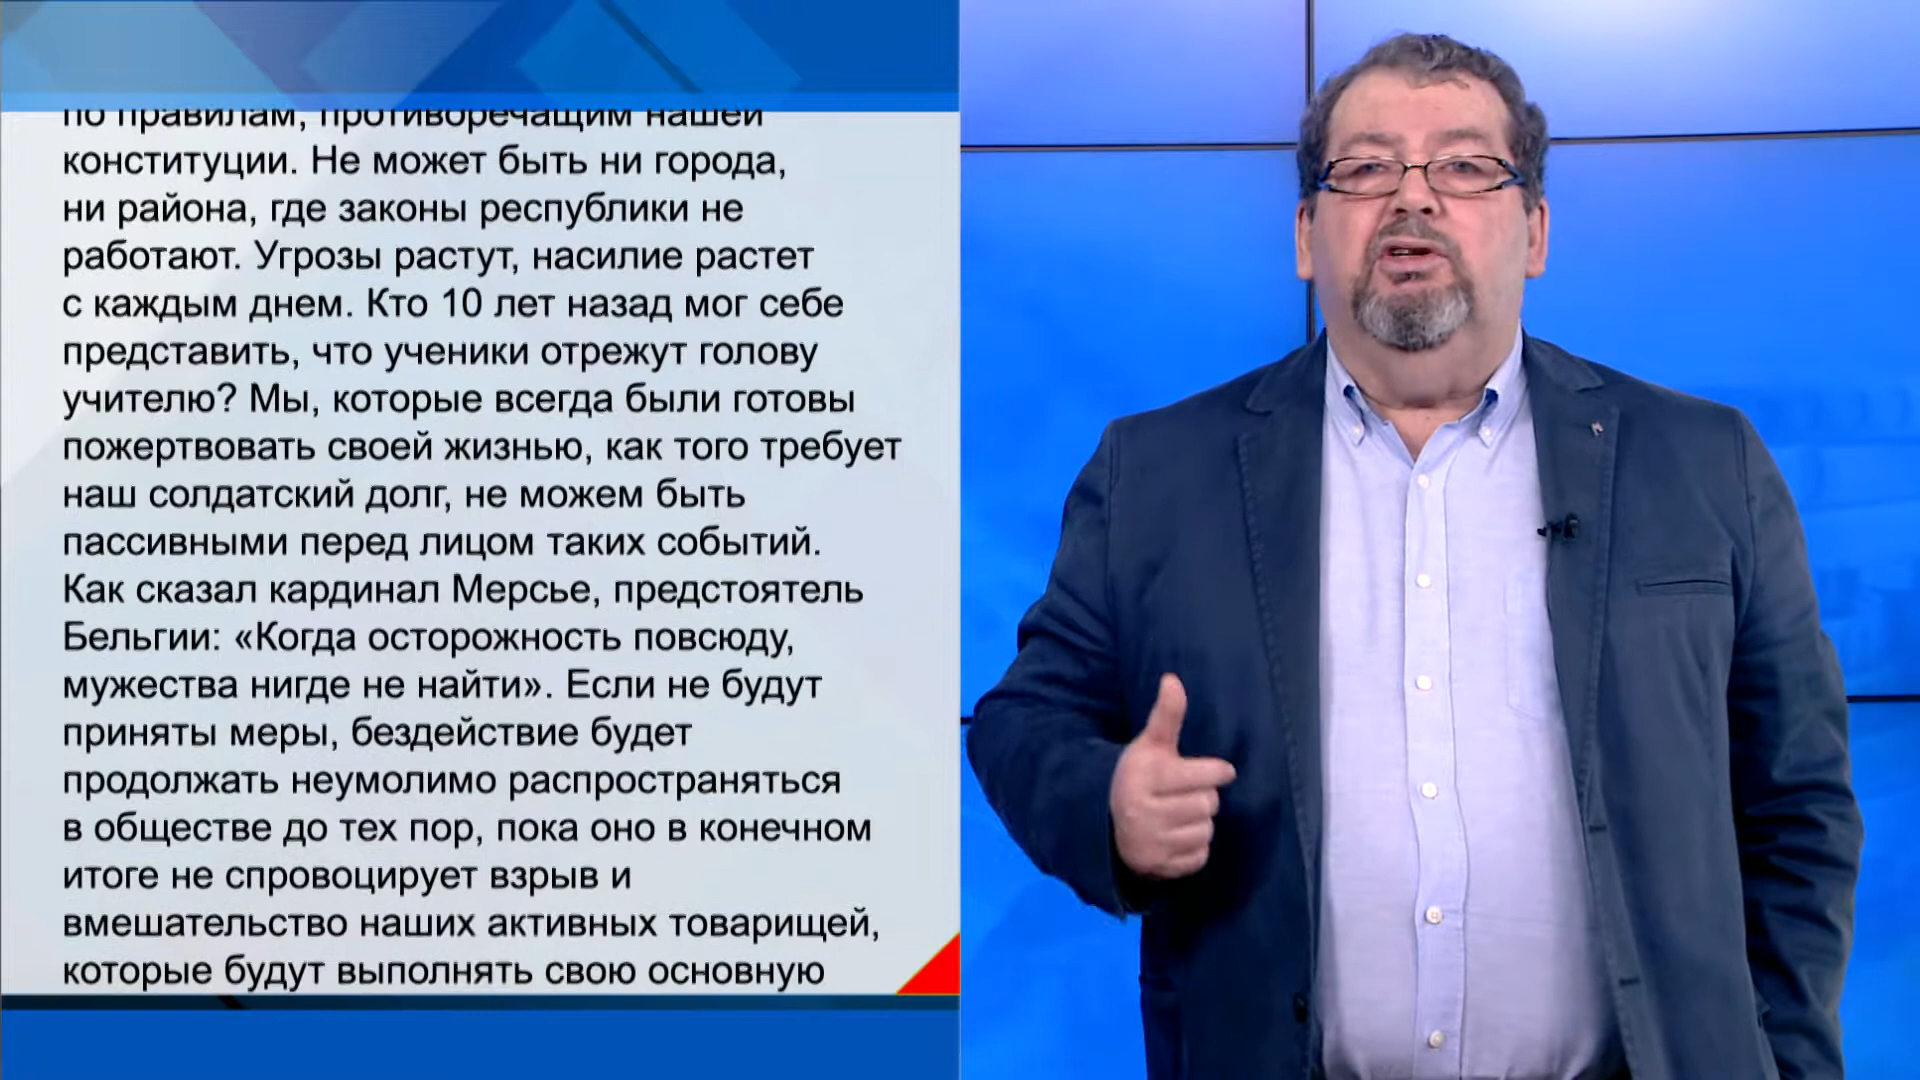 по правилам, противоречащим нашей
конституции. Не может быть ни города,
ни района, где законы республики не
работают. Угрозы растут, насилие растет
с каждым днем. Кто 10 лет назад мог себе
представить, что ученики отрежут голову
учителю? Мы, которые всегда были готовы
пожертвовать своей жизнью, как того требует
наш солдатский долг, не можем быть
пассивными перед лицом таких событий.
Как сказал кардинал Мерсье, предстоятель
Бельгии: «Когда осторожность повсюду,
мужества нигде не найти». Если не будут
приняты меры, бездействие будет
продолжать неумолимо распространяться
в обществе до тех пор, пока оно в конечном
итоге не спровоцирует взрыв и
вмешательство наших активных товарищей,
которые будут выполнять свою основную